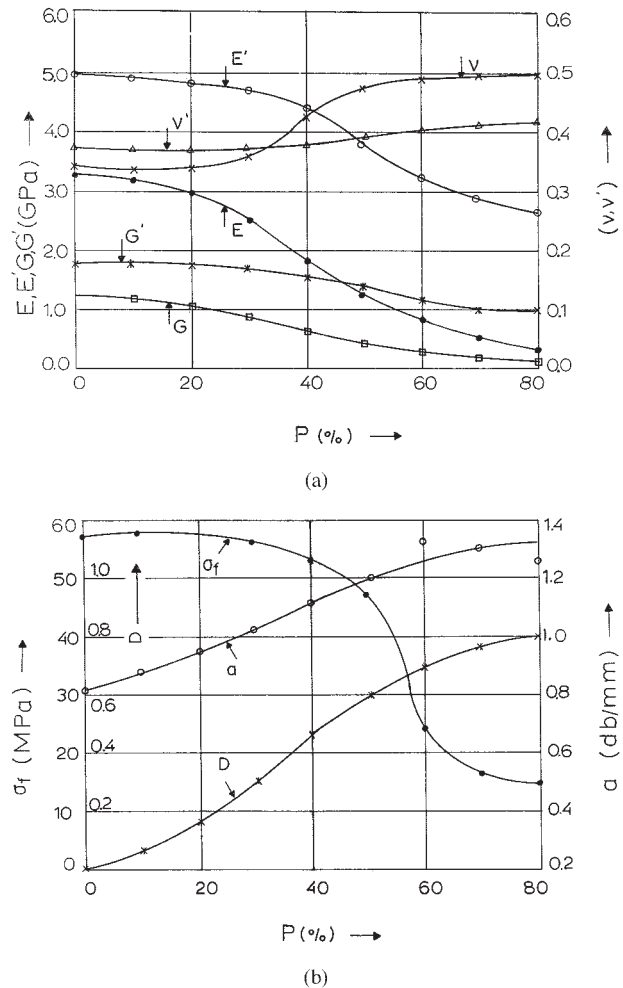 6.0
5.0
4.0
3.0
2.0
1.0
0.0
E,E',G,G' (GPa)
0.6
0.5
0.4
0.3
0.2
0.1
0.0
(ν,ν')
E'
ν
ν'
E
G'
G
0 20 40 60 80
P (%)
(a)
60
50
40
30
20
10
0
σf (MPa)
1.0
0.8
0.6
0.4
0.2
D
1.4
1.2
1.0
0.8
0.6
0.4
0.2
a (db/mm)
σf
a
D
0 20 40 60 80
P (%)
(b)